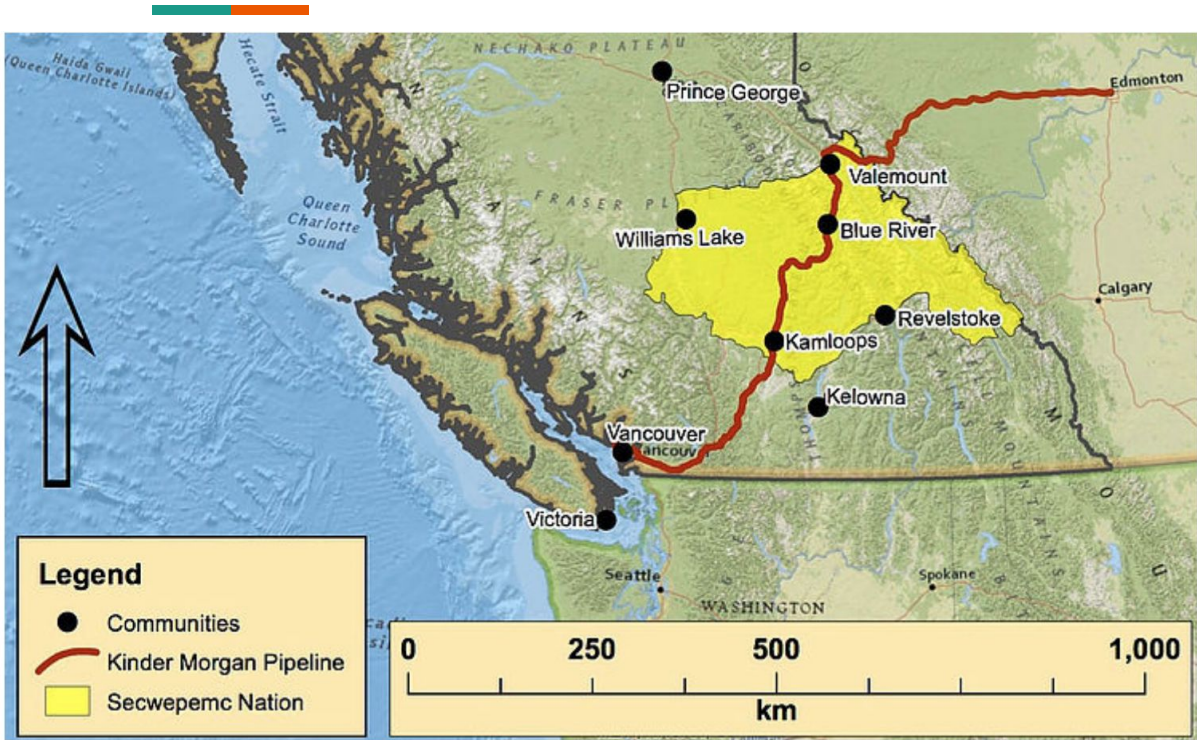 Haida Gwaii
(Queen Charlotte Islands)
Hecate Strait
NECHAKO PLATEAU
Prince George
Edmonton
Valemount
Queen
Charlotte
Sound
FRASER
Williams Lake
Blue River
Calgary
Revelstoke
Kamloops
Kelowna
Vancouver
Victoria
Seattle
Spokane
WASHINGTON
Legend
Communities
Kinder Morgan Pipeline
Secwepemc Nation
0 250 500 1,000
km